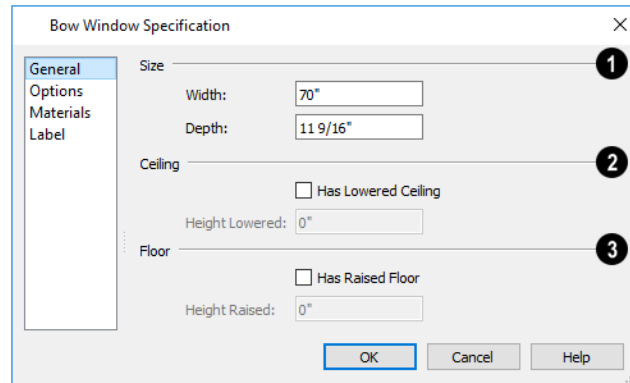 Bow Window Specification
General
Options
Materials
Label
Size
1
Width: 70"
Depth: 11 9/16"
Ceiling
2
Has Lowered Ceiling
Height Lowered: 0"
Floor
3
Has Raised Floor
Height Raised: 0"
OK Cancel Help